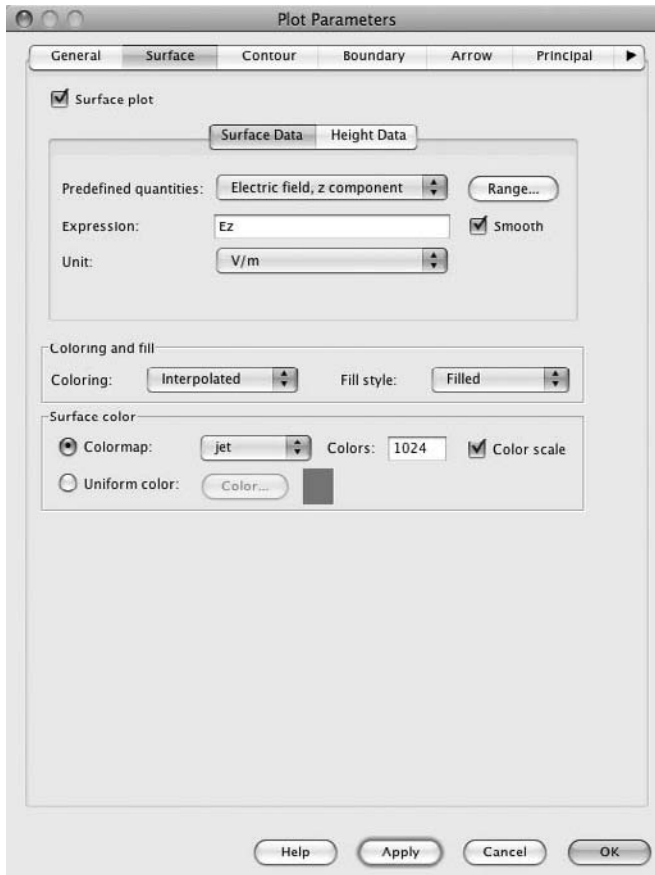 Plot Parameters
General Surface Contour Boundary Arrow Principal
Surface plot
Surface Data Height Data
Predefined quantities: Electric field, z component Range...
Expression: Ez Smooth
Unit: V/m
Coloring and fill
Coloring: Interpolated Fill style: Filled
Surface color
Colormap: jet Colors: 1024 Color scale
Uniform color: Color...
Help Apply Cancel OK